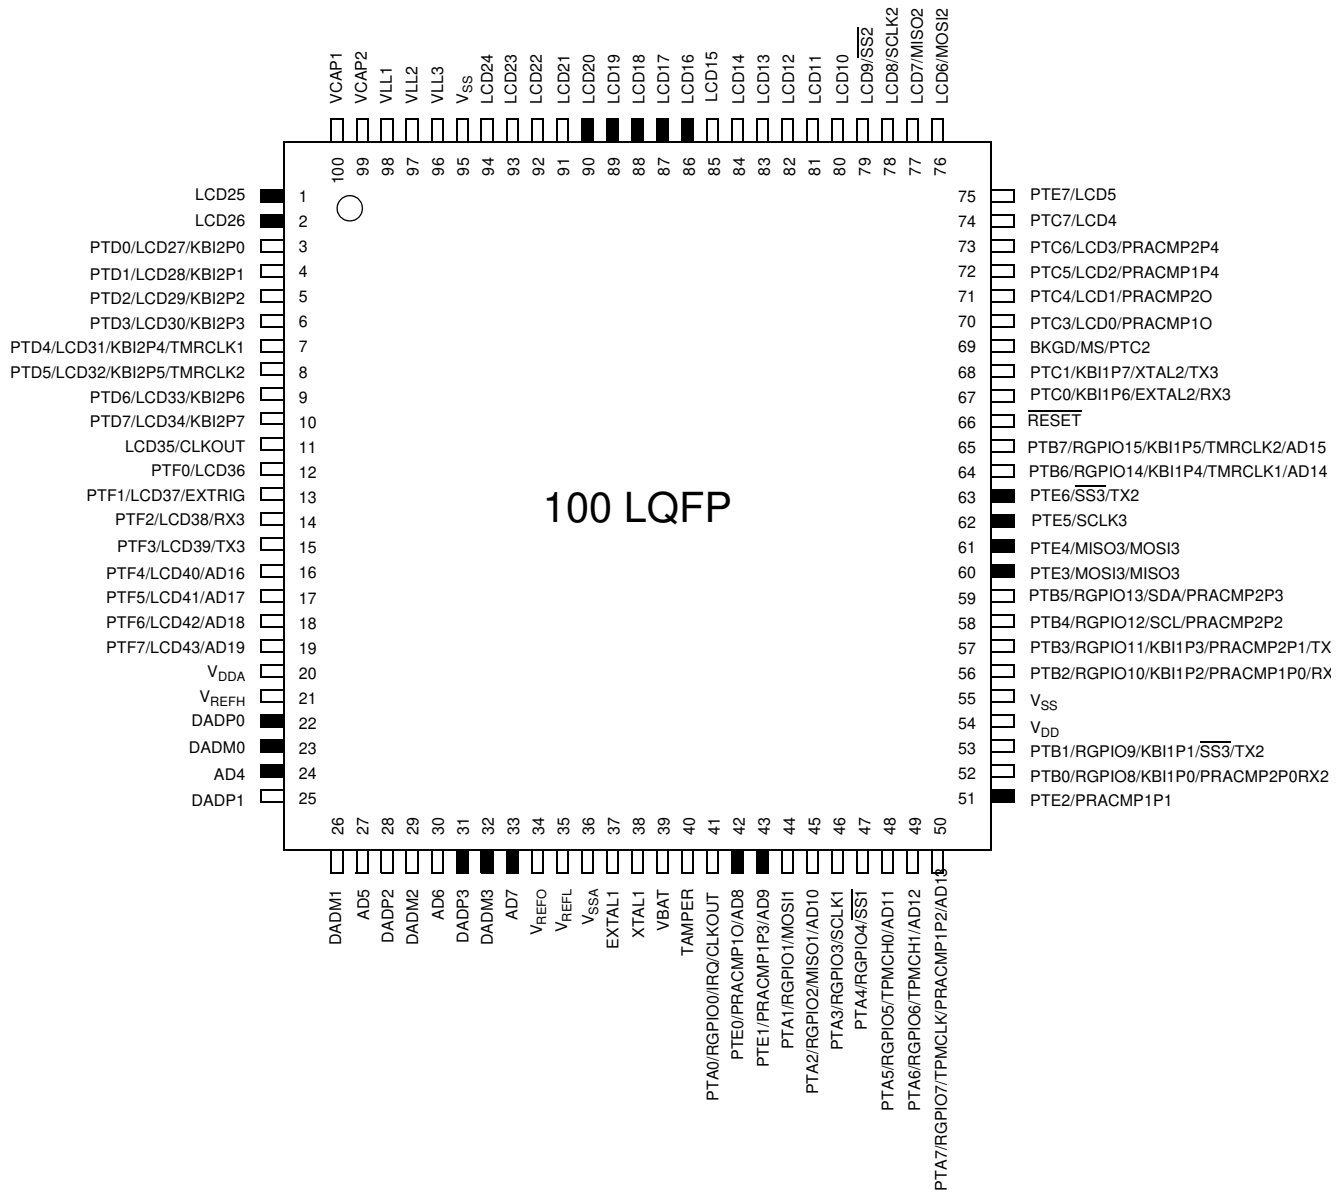 VCAP1
VCAP2
VLL1
VLL2
VLL3
VSS
LCD24
LCD23
LCD22
LCD21
LCD20
LCD19
LCD18
LCD17
LCD16
LCD15
LCD14
LCD13
LCD12
LCD11
LCD10
LCD9/SS2
LCD8/SCLK2
LCD7/MISO2
LCD6/MOSI2
100
99
98
97
96
95
94
93
92
91
90
89
88
87
86
85
84
83
82
81
80
79
78
77
76
LCD25 1
LCD26 2
PTD0/LCD27/KBI2P0 3
PTD1/LCD28/KBI2P1 4
PTD2/LCD29/KBI2P2 5
PTD3/LCD30/KBI2P3 6
PTD4/LCD31/KBI2P4/TMRCLK1 7
PTD5/LCD32/KBI2P5/TMRCLK2 8
PTD6/LCD33/KBI2P6 9
PTD7/LCD34/KBI2P7 10
LCD35/CLKOUT 11
PTF0/LCD36 12
PTF1/LCD37/EXTRIG 13
PTF2/LCD38/RX3 14
PTF3/LCD39/TX3 15
PTF4/LCD40/AD16 16
PTF5/LCD41/AD17 17
PTF6/LCD42/AD18 18
PTF7/LCD43/AD19 19
VDDA 20
VREFH 21
DADP0 22
DADM0 23
AD4 24
DADP1 25
100 LQFP
75 PTE7/LCD5
74 PTC7/LCD4
73 PTC6/LCD3/PRACMP2P4
72 PTC5/LCD2/PRACMP1P4
71 PTC4/LCD1/PRACMP2O
70 PTC3/LCD0/PRACMP1O
69 BKGD/MS/PTC2
68 PTC1/KBI1P7/XTAL2/TX3
67 PTC0/KBI1P6/EXTAL2/RX3
66 RESET
65 PTB7/RGPIO15/KBI1P5/TMRCLK2/AD15
64 PTB6/RGPIO14/KBI1P4/TMRCLK1/AD14
63 PTE6/SS3/TX2
62 PTE5/SCLK3
61 PTE4/MISO3/MOSI3
60 PTE3/MOSI3/MISO3
59 PTB5/RGPIO13/SDA/PRACMP2P3
58 PTB4/RGPIO12/SCL/PRACMP2P2
57 PTB3/RGPIO11/KBI1P3/PRACMP2P1/TX
56 PTB2/RGPIO10/KBI1P2/PRACMP1P0/RX
55 VSS
54 VDD
53 PTB1/RGPIO9/KBI1P1/SS3/TX2
52 PTB0/RGPIO8/KBI1P0/PRACMP2P0RX2
51 PTE2/PRACMP1P1
26
27
28
29
30
31
32
33
34
35
36
37
38
39
40
41
42
43
44
45
46
47
48
49
50
DADM1
AD5
DADP2
DADM2
AD6
DADP3
DADM3
AD7
VREFO
VREFL
VSSA
EXTAL1
XTAL1
VBAT
TAMPER
PTA0/RGPIO0/IRQ/CLKOUT
PTE0/PRACMP1O/AD8
PTE1/PRACMP1P3/AD9
PTA1/RGPIO1/MOSI1
PTA2/RGPIO2/MISO1/AD10
PTA3/RGPIO3/SCLK1
PTA4/RGPIO4/SS1
PTA5/RGPIO5/TPMCH0/AD11
PTA6/RGPIO6/TPMCH1/AD12
PTA7/RGPIO7/TPMCLK/PRACMP1P2/AD13